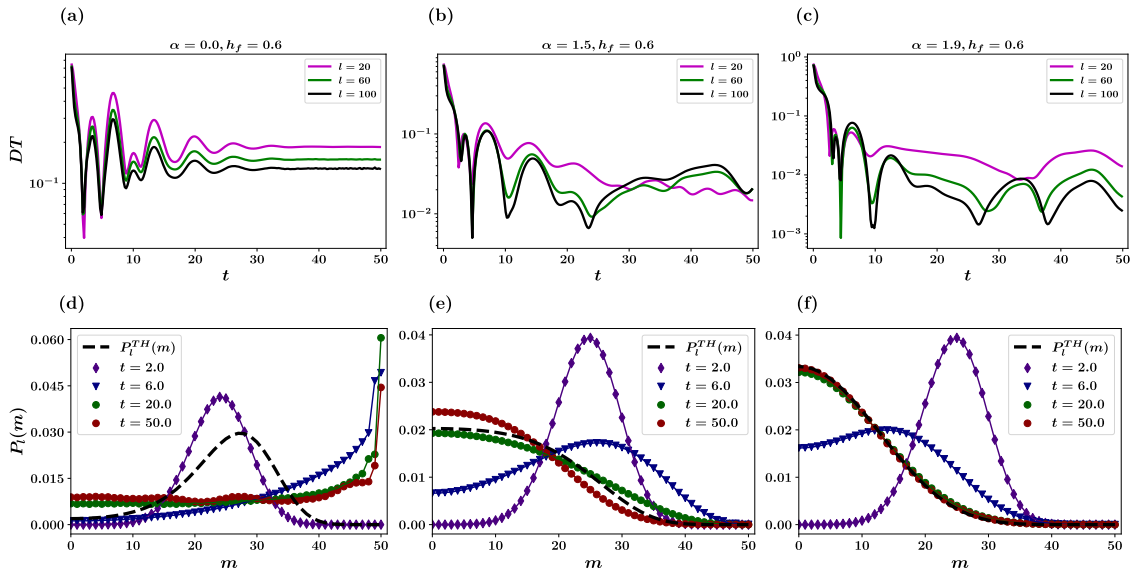 (a)
α = 0.0, h_f = 0.6
l = 20
l = 60
l = 100
10⁻¹
DT
0 10 20 30 40 50
t
(b)
α = 1.5, h_f = 0.6
l = 20
l = 60
l = 100
10⁻¹
10⁻²
0 10 20 30 40 50
t
(c)
α = 1.9, h_f = 0.6
l = 20
l = 60
l = 100
10⁰
10⁻¹
10⁻²
10⁻³
0 10 20 30 40 50
t
(d)
P_l^{TH}(m)
t = 2.0
t = 6.0
t = 20.0
t = 50.0
0.060
0.045
0.030
0.015
0.000
P_l(m)
0 10 20 30 40 50
m
(e)
P_l^{TH}(m)
t = 2.0
t = 6.0
t = 20.0
t = 50.0
0.04
0.03
0.02
0.01
0.00
0 10 20 30 40 50
m
(f)
P_l^{TH}(m)
t = 2.0
t = 6.0
t = 20.0
t = 50.0
0.04
0.03
0.02
0.01
0.00
0 10 20 30 40 50
m